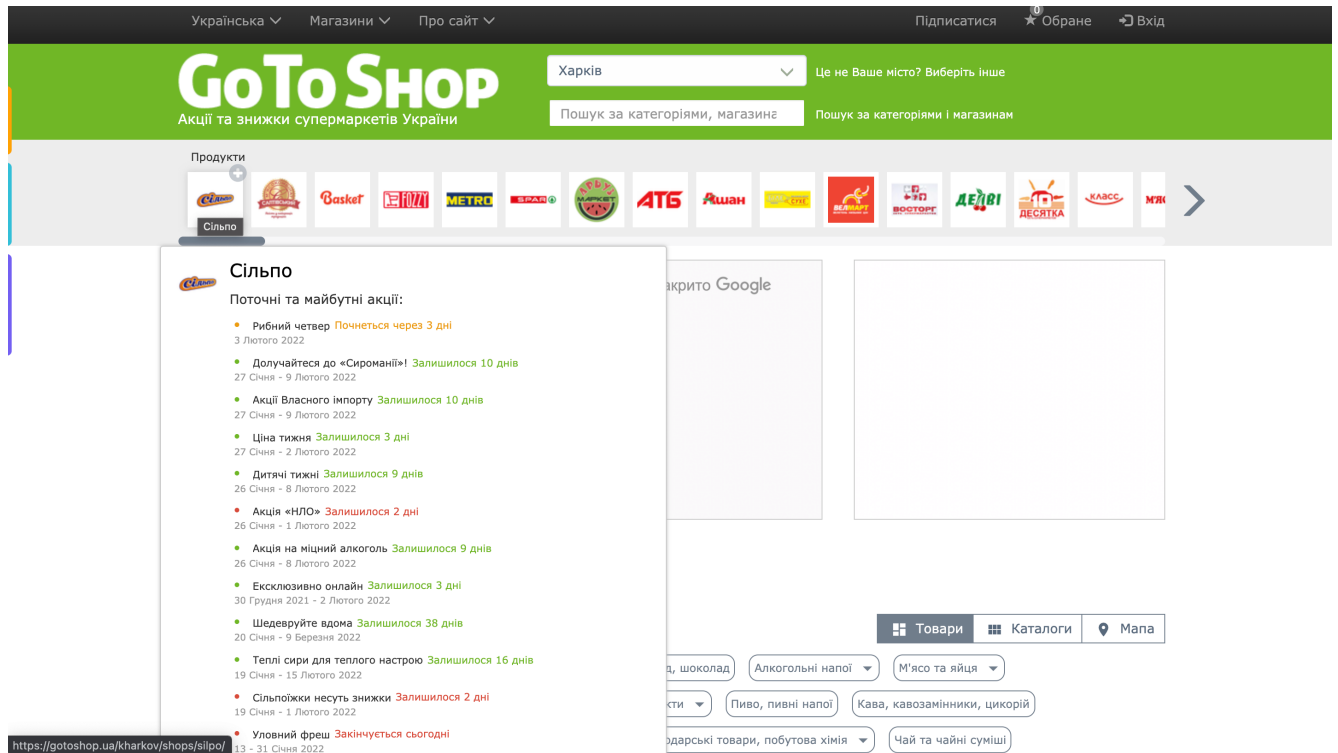 Українська Магазини Про сайт Підписатися 0 Обране Вхід
GoToShop
Акції та знижки супермаркетів України
Харків
Це не Ваше місто? Виберіть інше
Пошук за категоріями, магазина
Пошук за категоріями і магазинам
Продукти
Сільпо САЛТІВСЬКИЙ Basket FOZZY METRO SPAR МАРКЕТ АТБ Ашан ВЕЛМАРТ ВОСТОРГ ДЕЛВІ 10 ДЕСЯТКА КЛАСС
Сільпо
Сільпо
Поточні та майбутні акції:
Рибний четвер Почнеться через 3 дні
3 Лютого 2022
Долучайтеся до «Сироманії»! Залишилося 10 днів
27 Січня - 9 Лютого 2022
Акції Власного імпорту Залишилося 10 днів
27 Січня - 9 Лютого 2022
Ціна тижня Залишилося 3 дні
27 Січня - 2 Лютого 2022
Дитячі тижні Залишилося 9 днів
26 Січня - 8 Лютого 2022
Акція «НЛО» Залишилося 2 дні
26 Січня - 1 Лютого 2022
Акція на міцний алкоголь Залишилося 9 днів
26 Січня - 8 Лютого 2022
Ексклюзивно онлайн Залишилося 3 дні
30 Грудня 2021 - 2 Лютого 2022
Шедевруйте вдома Залишилося 38 днів
20 Січня - 9 Березня 2022
Теплі сири для теплого настрою Залишилося 16 днів
19 Січня - 15 Лютого 2022
Сільпоїжки несуть знижки Залишилося 2 дні
19 Січня - 1 Лютого 2022
Уловний фреш Закінчується сьогодні
13 - 31 Січня 2022
акрито Google
Товари Каталоги Мапа
д, шоколад Алкогольні напої М'ясо та яйця
кти Пиво, пивні напої Кава, кавозамінники, цикорій
одарські товари, побутова хімія Чай та чайні суміші
https://gotoshop.ua/kharkov/shops/silpo/